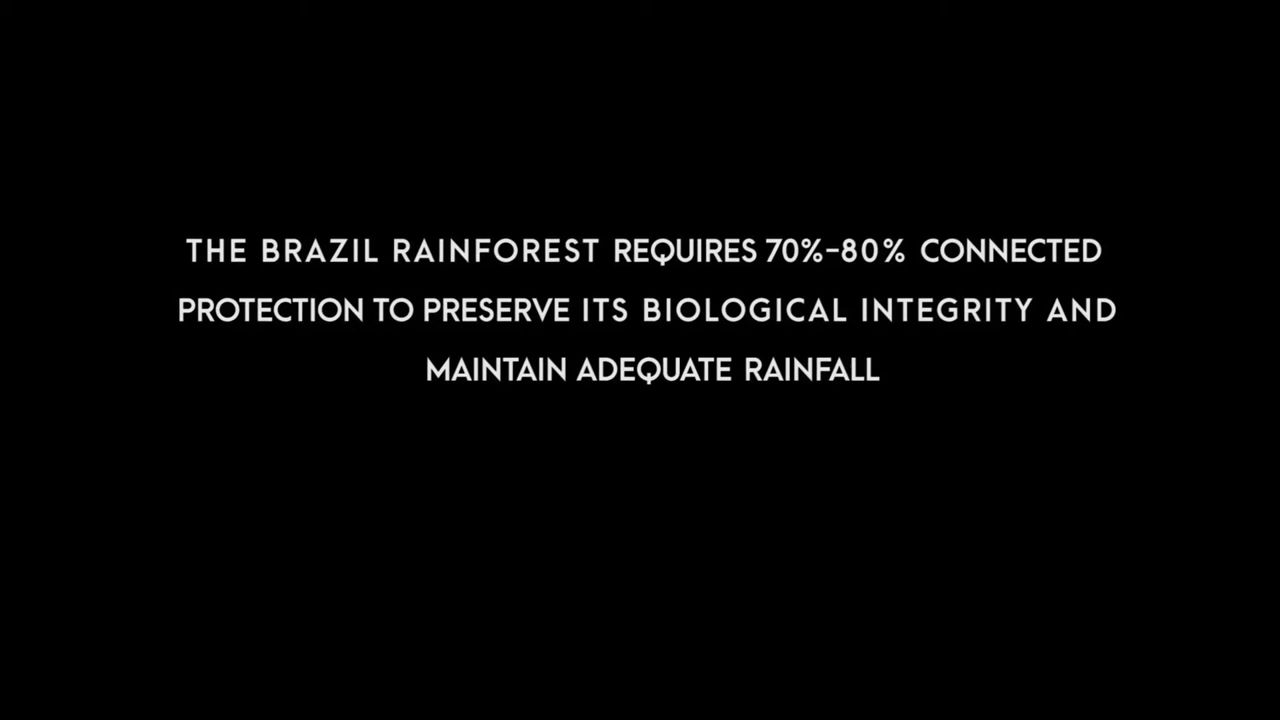 THE BRAZIL RAINFOREST REQUIRES 70%-80% CONNECTED
PROTECTION TO PRESERVE ITS BIOLOGICAL INTEGRITY AND
MAINTAIN ADEQUATE RAINFALL